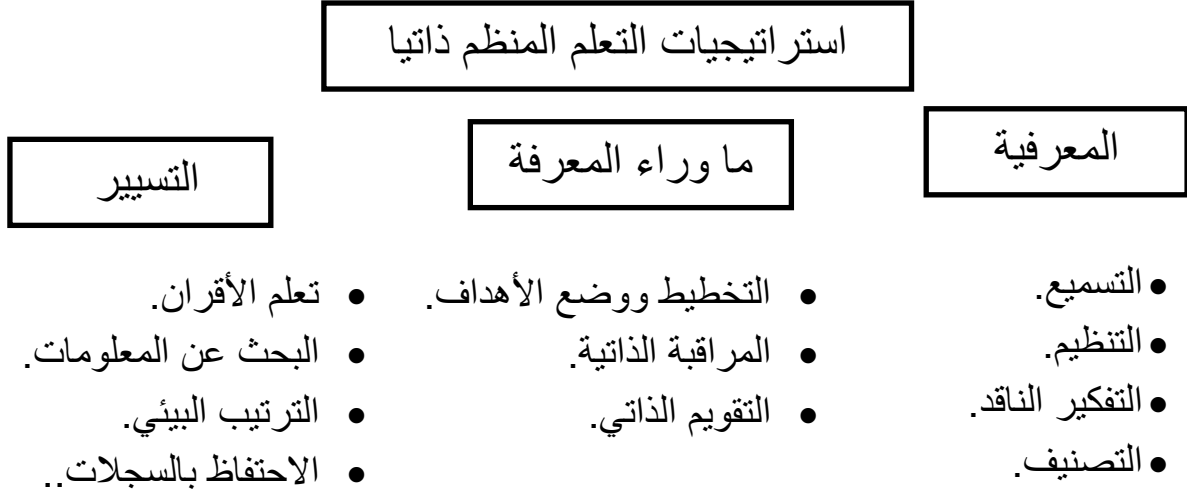 استراتيجيات التعلم المنظم ذاتيا
المعرفية
• التسميع.
• التنظيم.
• التفكير الناقد.
• التصنيف.
ما وراء المعرفة
• التخطيط ووضع الأهداف.
• المراقبة الذاتية.
• التقويم الذاتي.
التسيير
• تعلم الأقران.
• البحث عن المعلومات.
• الترتيب البيئي.
• الاحتفاظ بالسجلات..